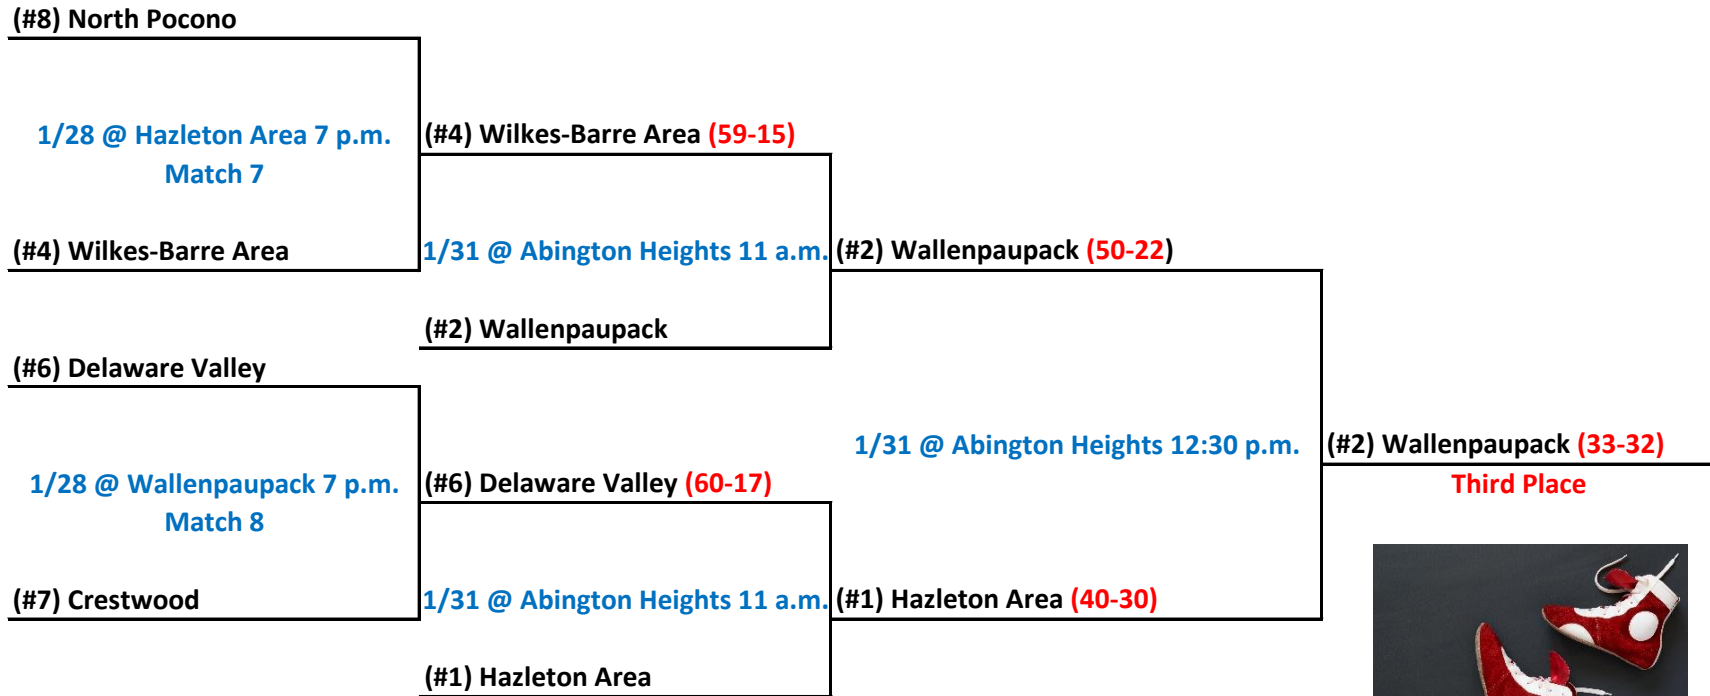 (#8) North Pocono
1/28 @ Hazleton Area 7 p.m.
Match 7
(#4) Wilkes-Barre Area (59-15)
(#4) Wilkes-Barre Area
1/31 @ Abington Heights 11 a.m.
(#2) Wallenpaupack (50-22)
(#2) Wallenpaupack
(#6) Delaware Valley
1/31 @ Abington Heights 12:30 p.m.
(#2) Wallenpaupack (33-32)
Third Place
1/28 @ Wallenpaupack 7 p.m.
Match 8
(#6) Delaware Valley (60-17)
(#7) Crestwood
1/31 @ Abington Heights 11 a.m.
(#1) Hazleton Area (40-30)
(#1) Hazleton Area